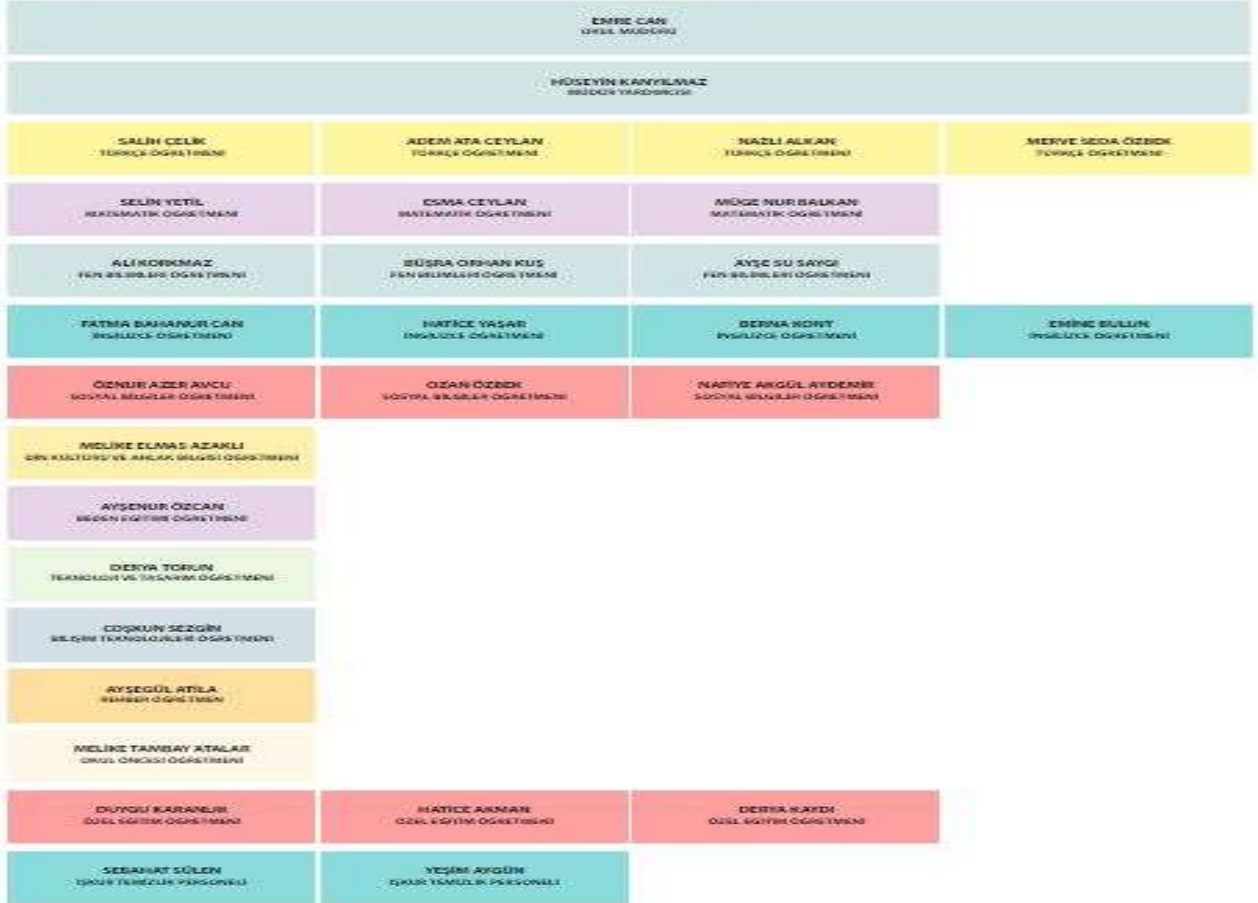 EMRE CAN
OKUL MÜDÜRÜ
HÜSEYİN KANYILMAZ
MÜDÜR YARDIMCISI
SALİH ÇELİK
TÜRKÇE ÖĞRETMENİ
ADEM ATA CEYLAN
TÜRKÇE ÖĞRETMENİ
NAZLI ALKAN
TÜRKÇE ÖĞRETMENİ
MERVE SEDA ÖZBEK
TÜRKÇE ÖĞRETMENİ
SELİN YETİL
MATEMATİK ÖĞRETMENİ
ESMA CEYLAN
MATEMATİK ÖĞRETMENİ
MÜGE NUR BALKAN
MATEMATİK ÖĞRETMENİ
ALİ KORKMAZ
FEN BİLİMLERİ ÖĞRETMENİ
BÜŞRA ORHAN KUŞ
FEN BİLİMLERİ ÖĞRETMENİ
AYŞE SU SAYGI
FEN BİLİMLERİ ÖĞRETMENİ
FATMA BAHANUR CAN
İNGİLİZCE ÖĞRETMENİ
HATİCE YAŞAR
İNGİLİZCE ÖĞRETMENİ
BERNA KONT
İNGİLİZCE ÖĞRETMENİ
EMİNE BULUN
İNGİLİZCE ÖĞRETMENİ
ÖZNUR AZER AVCU
SOSYAL BİLGİLER ÖĞRETMENİ
OZAN ÖZBEK
SOSYAL BİLGİLER ÖĞRETMENİ
NAFİYE AKGÜL AYDEMİR
SOSYAL BİLGİLER ÖĞRETMENİ
MELİKE ELMAS AZAKLI
DİN KÜLTÜRÜ VE AHLAK BİLGİSİ ÖĞRETMENİ
AYŞENUR ÖZCAN
BEDEN EĞİTİMİ ÖĞRETMENİ
DERYA TORUN
TEKNOLOJİ VE TASARIM ÖĞRETMENİ
COŞKUN SEZGİN
BİLİŞİM TEKNOLOJİLERİ ÖĞRETMENİ
AYŞEGÜL ATİLA
REHBER ÖĞRETMEN
MELİKE TAMBAY ATALAR
OKUL ÖNCESİ ÖĞRETMENİ
DUYGU KARANLIK
ÖZEL EĞİTİM ÖĞRETMENİ
HATİCE AKMAN
ÖZEL EĞİTİM ÖĞRETMENİ
DERYA KAYDI
ÖZEL EĞİTİM ÖĞRETMENİ
SEBAHAT SÜLEN
İŞKUR TEMİZLİK PERSONELİ
YEŞİM AYGÜN
İŞKUR TEMİZLİK PERSONELİ